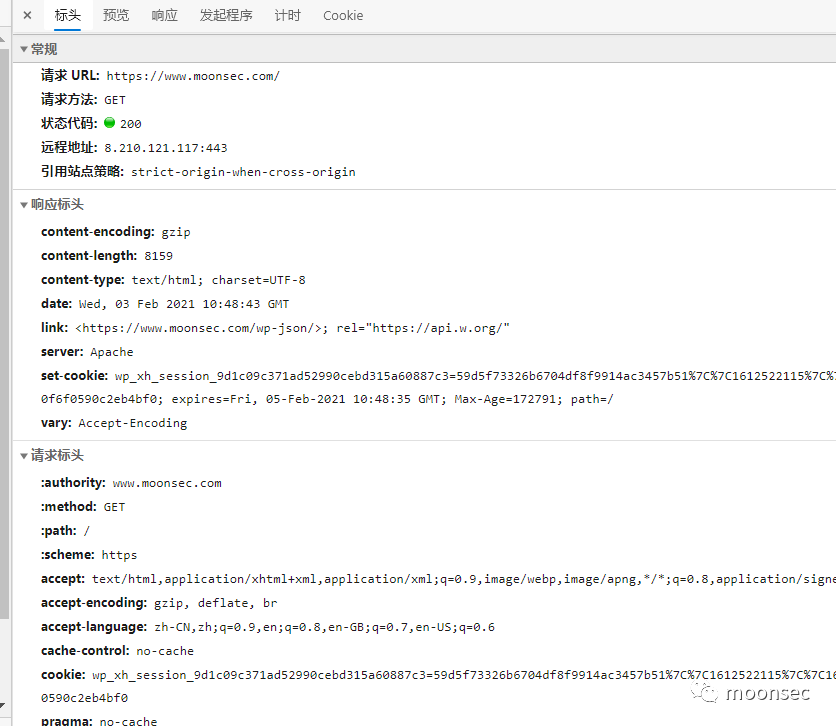 × 标头 预览 响应 发起程序 计时 Cookie
▼常规
请求 URL: https://www.moonsec.com/
请求方法: GET
状态代码: 200
远程地址: 8.210.121.117:443
引用站点策略: strict-origin-when-cross-origin
▼响应标头
content-encoding: gzip
content-length: 8159
content-type: text/html; charset=UTF-8
date: Wed, 03 Feb 2021 10:48:43 GMT
link: <https://www.moonsec.com/wp-json/>; rel="https://api.w.org/"
server: Apache
set-cookie: wp_xh_session_9d1c09c371ad52990cebd315a60887c3=59d5f73326b6704df8f9914ac3457b51%7C%7C1612522115%7C%7
0f6f0590c2eb4bf0; expires=Fri, 05-Feb-2021 10:48:35 GMT; Max-Age=172791; path=/
vary: Accept-Encoding
▼请求标头
:authority: www.moonsec.com
:method: GET
:path: /
:scheme: https
accept: text/html,application/xhtml+xml,application/xml;q=0.9,image/webp,image/apng,*/*;q=0.8,application/signe
accept-encoding: gzip, deflate, br
accept-language: zh-CN,zh;q=0.9,en;q=0.8,en-GB;q=0.7,en-US;q=0.6
cache-control: no-cache
cookie: wp_xh_session_9d1c09c371ad52990cebd315a60887c3=59d5f73326b6704df8f9914ac3457b51%7C%7C1612522115%7C%7C16
0590c2eb4bf0
moonsec
pragma: no-cache